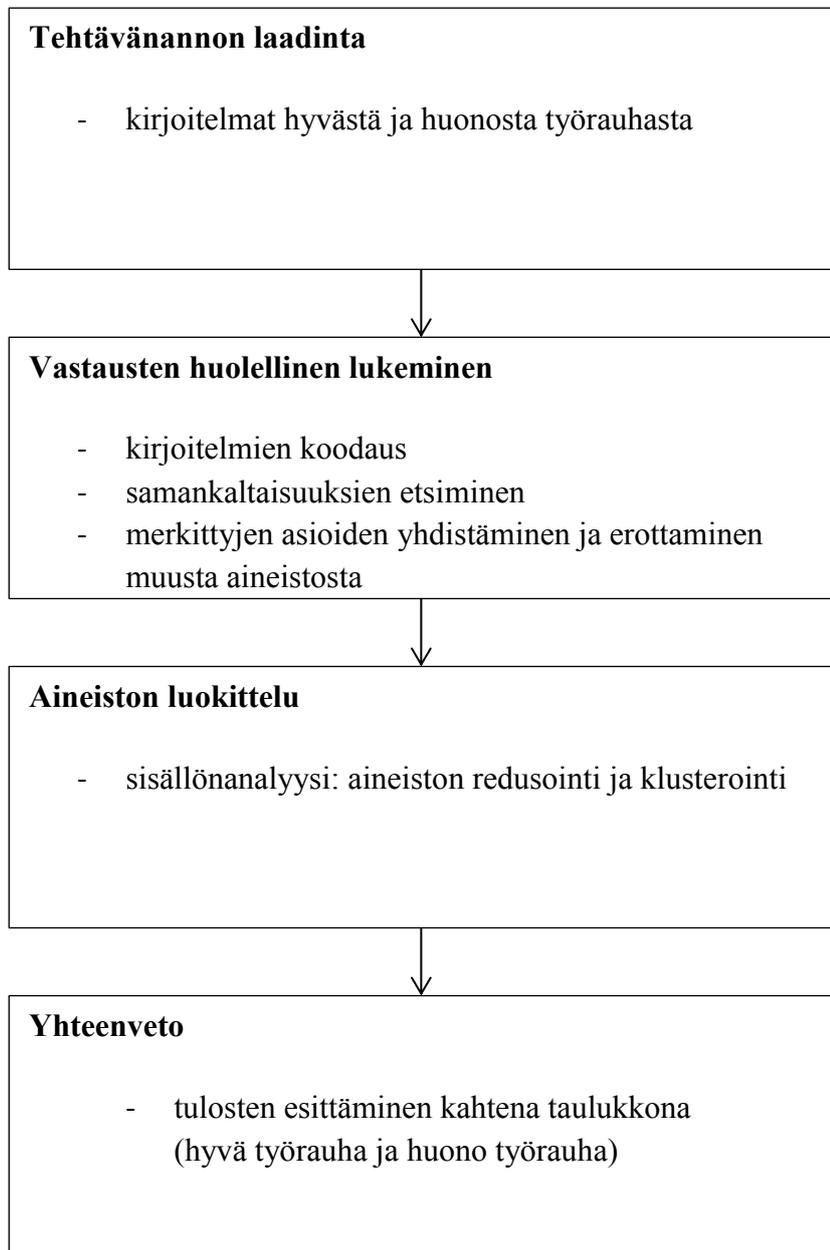 Tehtävänannon laadinta
- kirjoitelmat hyvästä ja huonosta työrauhasta
Vastausten huolellinen lukeminen
- kirjoitelmien koodaus
- samankaltaisuuksien etsiminen
- merkittyjen asioiden yhdistäminen ja erottaminen
muusta aineistosta
Aineiston luokittelu
- sisällönanalyysi: aineiston redusointi ja klusterointi
Yhteenveto
- tulosten esittäminen kahtena taulukkona
(hyvä työrauha ja huono työrauha)